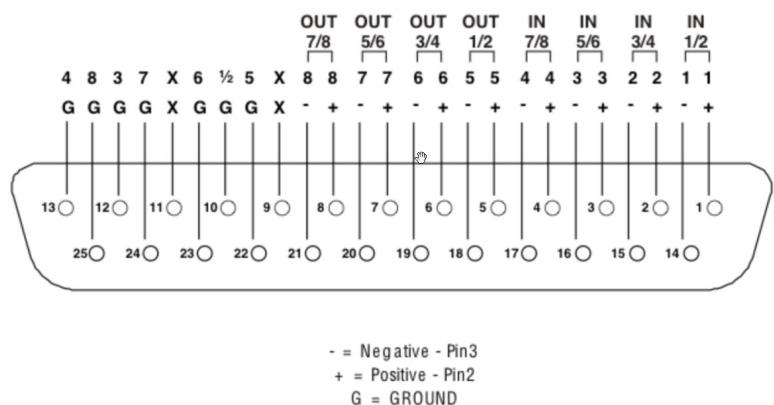 OUT OUT OUT OUT IN IN IN IN
7/8 5/6 3/4 1/2 7/8 5/6 3/4 1/2
4 8 3 7 X 6 ½ 5 X 8 8 7 7 6 6 5 5 4 4 3 3 2 2 1 1
G G G G X G G G X - + - + - + - + - + - + - + - +
13 12 11 10 9 8 7 6 5 4 3 2 1
25 24 23 22 21 20 19 18 17 16 15 14
- = Negative - Pin3
+ = Positive - Pin2
G = GROUND